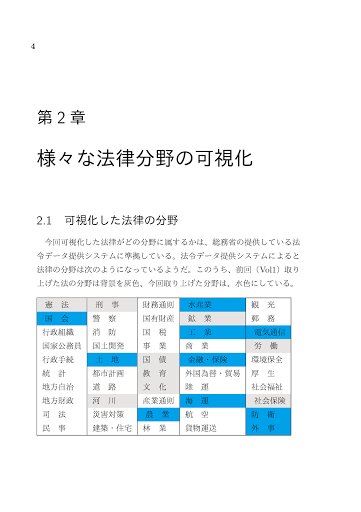 4
第 2 章
様々な法律分野の可視化
2.1 可視化した法律の分野
今回可視化した法律がどの分野に属するかは、総務省の提供している法
令データ提供システムに準拠している。法令データ提供システムによると
法律の分野は次のようになっているようだ。このうち、前回（Vol1）取り
上げた法の分野は背景を灰色、今回取り上げた分野は、水色にしている。
憲 法 刑 事 財務通則 水産業 観 光
国 会 警 察 国有財産 鉱 業 郵 務
行政組織 消 防 国 税 工 業 電気通信
国家公務員 国土開発 事 業 商 業 労 働
行政手続 土 地 国 債 金融・保険 環境保全
統 計 都市計画 教 育 外国為替・貿易 厚 生
地方自治 道 路 文 化 陸 運 社会福祉
地方財政 河 川 産業通則 海 運 社会保険
司 法 災害対策 農 業 航 空 防 衛
民 事 建築・住宅 林 業 貨物運送 外 事